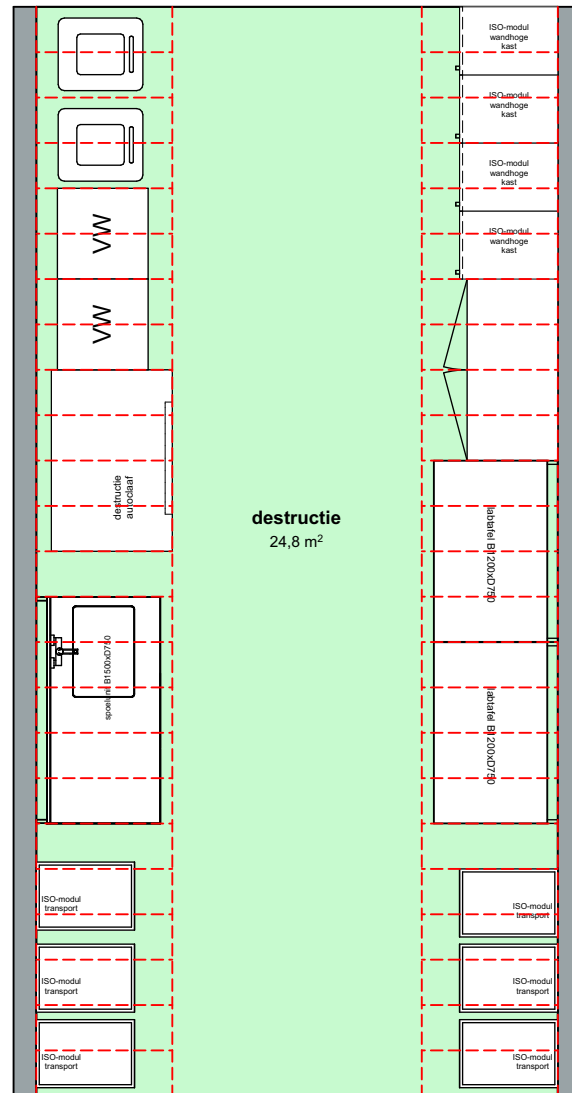 ISO-modul
wandhoge
kast
ISO-modul
wandhoge
kast
ISO-modul
wandhoge
kast
ISO-modul
wandhoge
kast
VW
VW
destructie
autoclaaf
destructie
24,8 m²
labtafel B1200xD750
spoelunit B1500xD750
labtafel B1200xD750
ISO-modul
transport
ISO-modul
transport
ISO-modul
transport
ISO-modul
transport
ISO-modul
transport
ISO-modul
transport